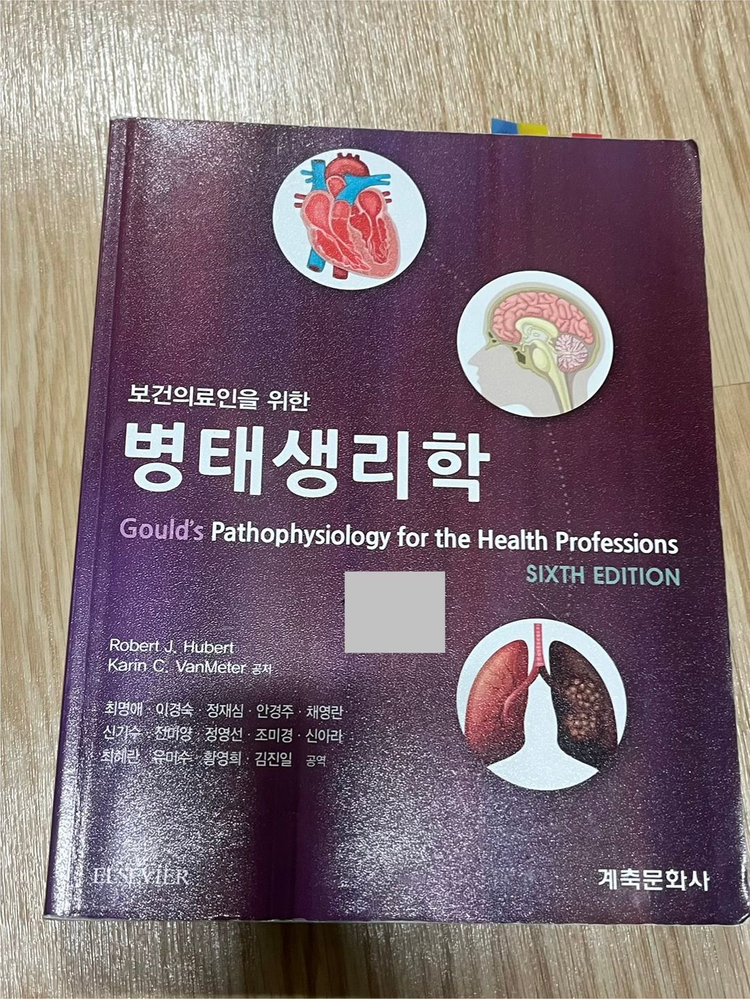 보건의료인을 위한
병태생리학
Gould's Pathophysiology for the Health Professions
SIXTH EDITION
Robert J. Hubert
Karin C. VanMeter 공저
최명애 · 이경숙 · 정재심 · 안경주 · 채영란
신기수 · 전미양 · 정영선 · 조미경 · 신아라
최혜란 · 유미수 · 황영희 · 김진일 공역
ELSEVIER
계축문화사